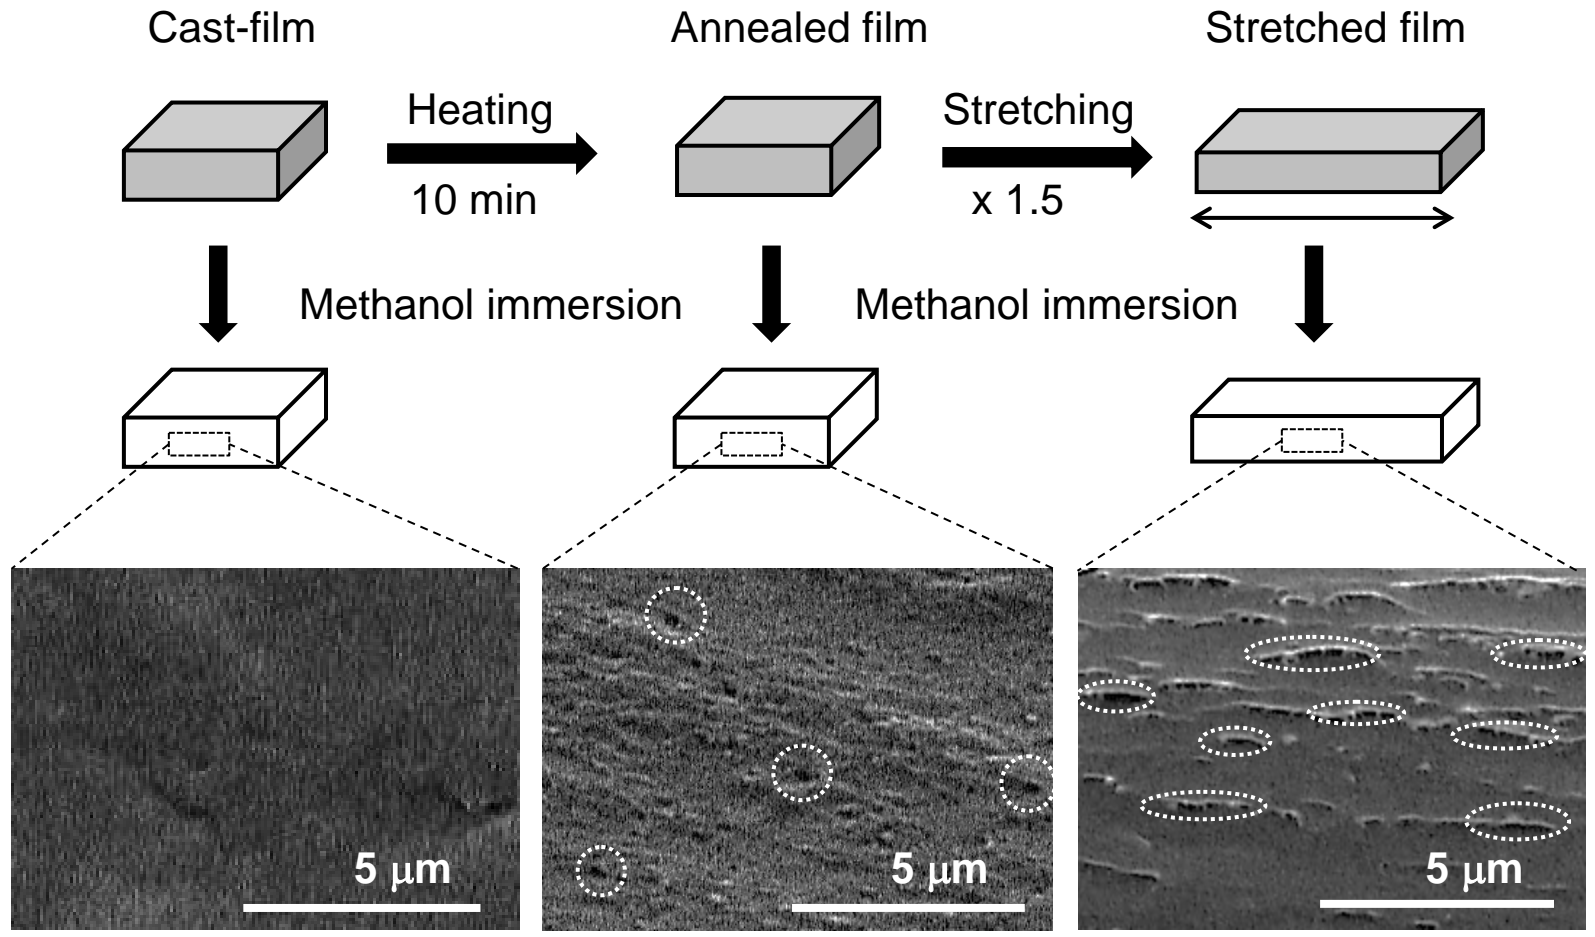 Cast-film
Annealed film
Stretched film
Heating
10 min
Stretching
x 1.5
Methanol immersion
Methanol immersion
5 μm
5 μm
5 μm